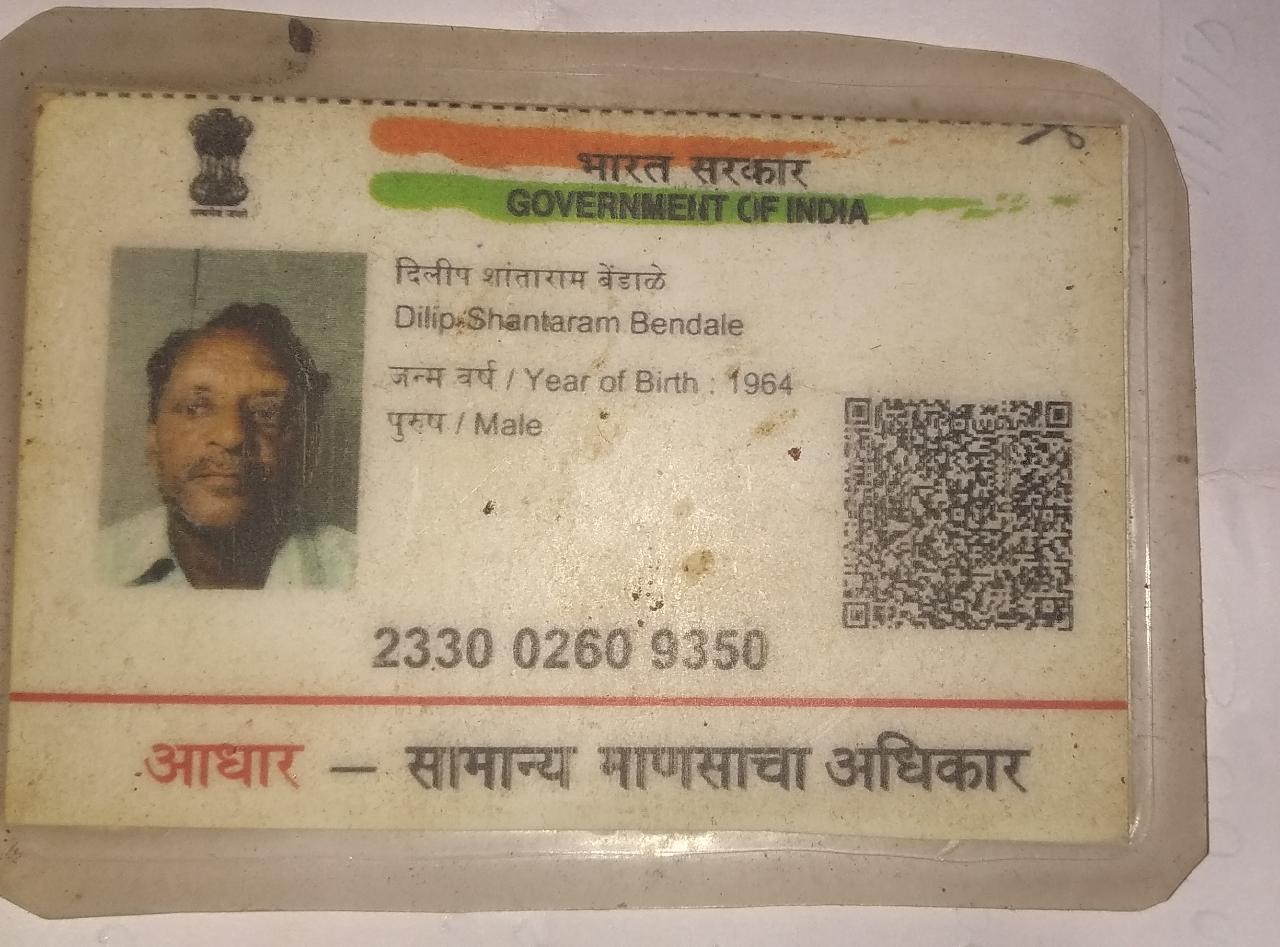 भारत सरकार
GOVERNMENT OF INDIA
दिलीप शांताराम बेंडाळे
Dilip Shantaram Bendale
जन्म वर्ष / Year of Birth : 1964
पुरुष / Male
2330 0260 9350
आधार — सामान्य माणसाचा अधिकार